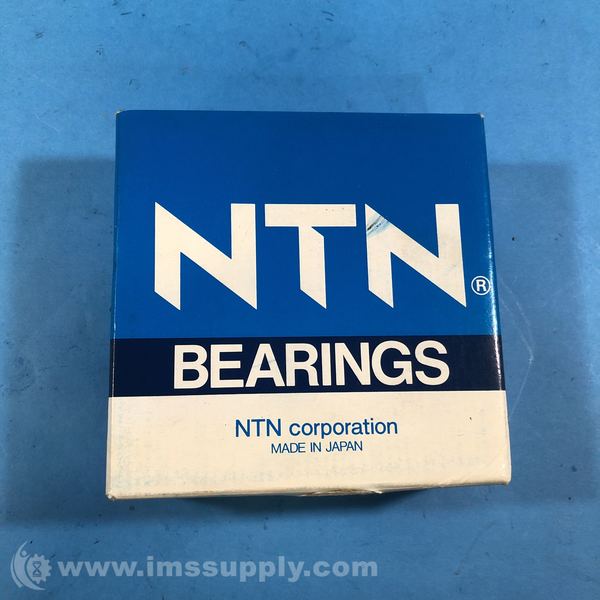 NTN®
BEARINGS
NTN corporation
MADE IN JAPAN
www.imssupply.com